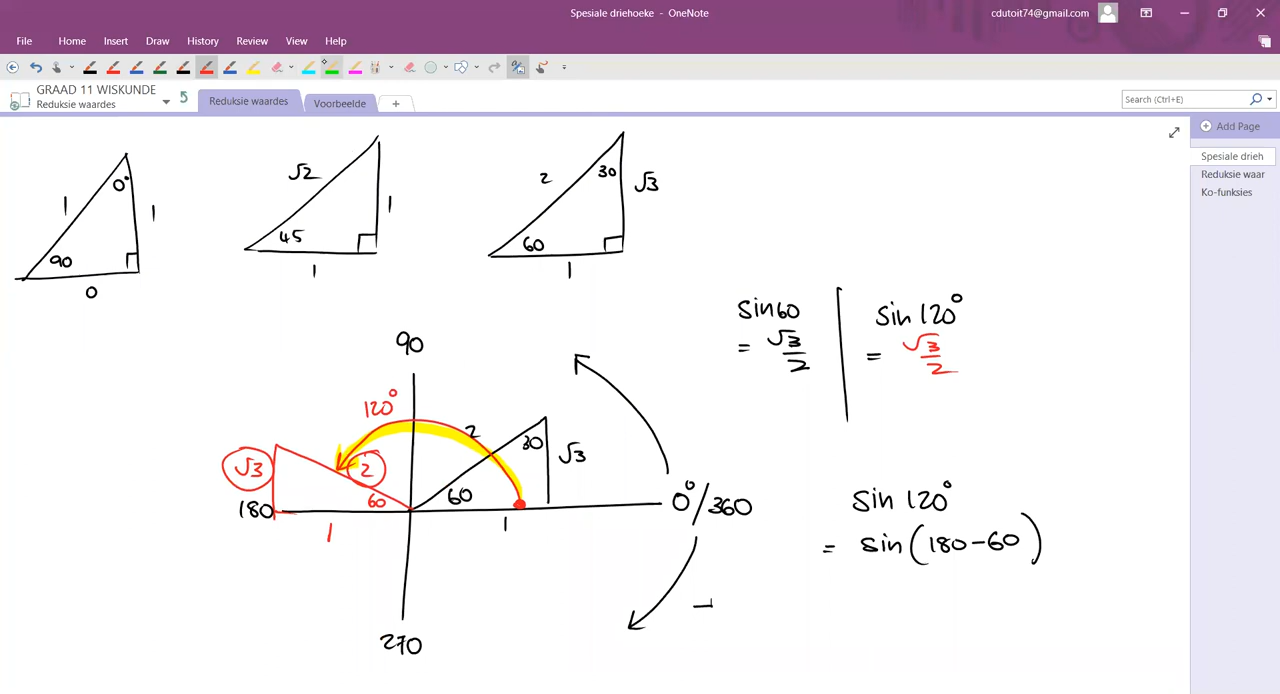 Spesiale driehoeke - OneNote
cdutoit74@gmail.com
File Home Insert Draw History Review View Help
GRAAD 11 WISKUNDE
Reduksie waardes
Reduksie waardes
Voorbeelde
+
Search (Ctrl+E)
Add Page
Spesiale drieh
Reduksie waar
Ko-funksies
0°
1
1
90
0
√2
1
45
1
2
30
√3
60
1
sin60
= √3/2
sin 120°
= √3/2
90
120°
2
30
√3
√3
2
60
60
180
0°/360
1
1
270
sin 120°
= sin(180-60)